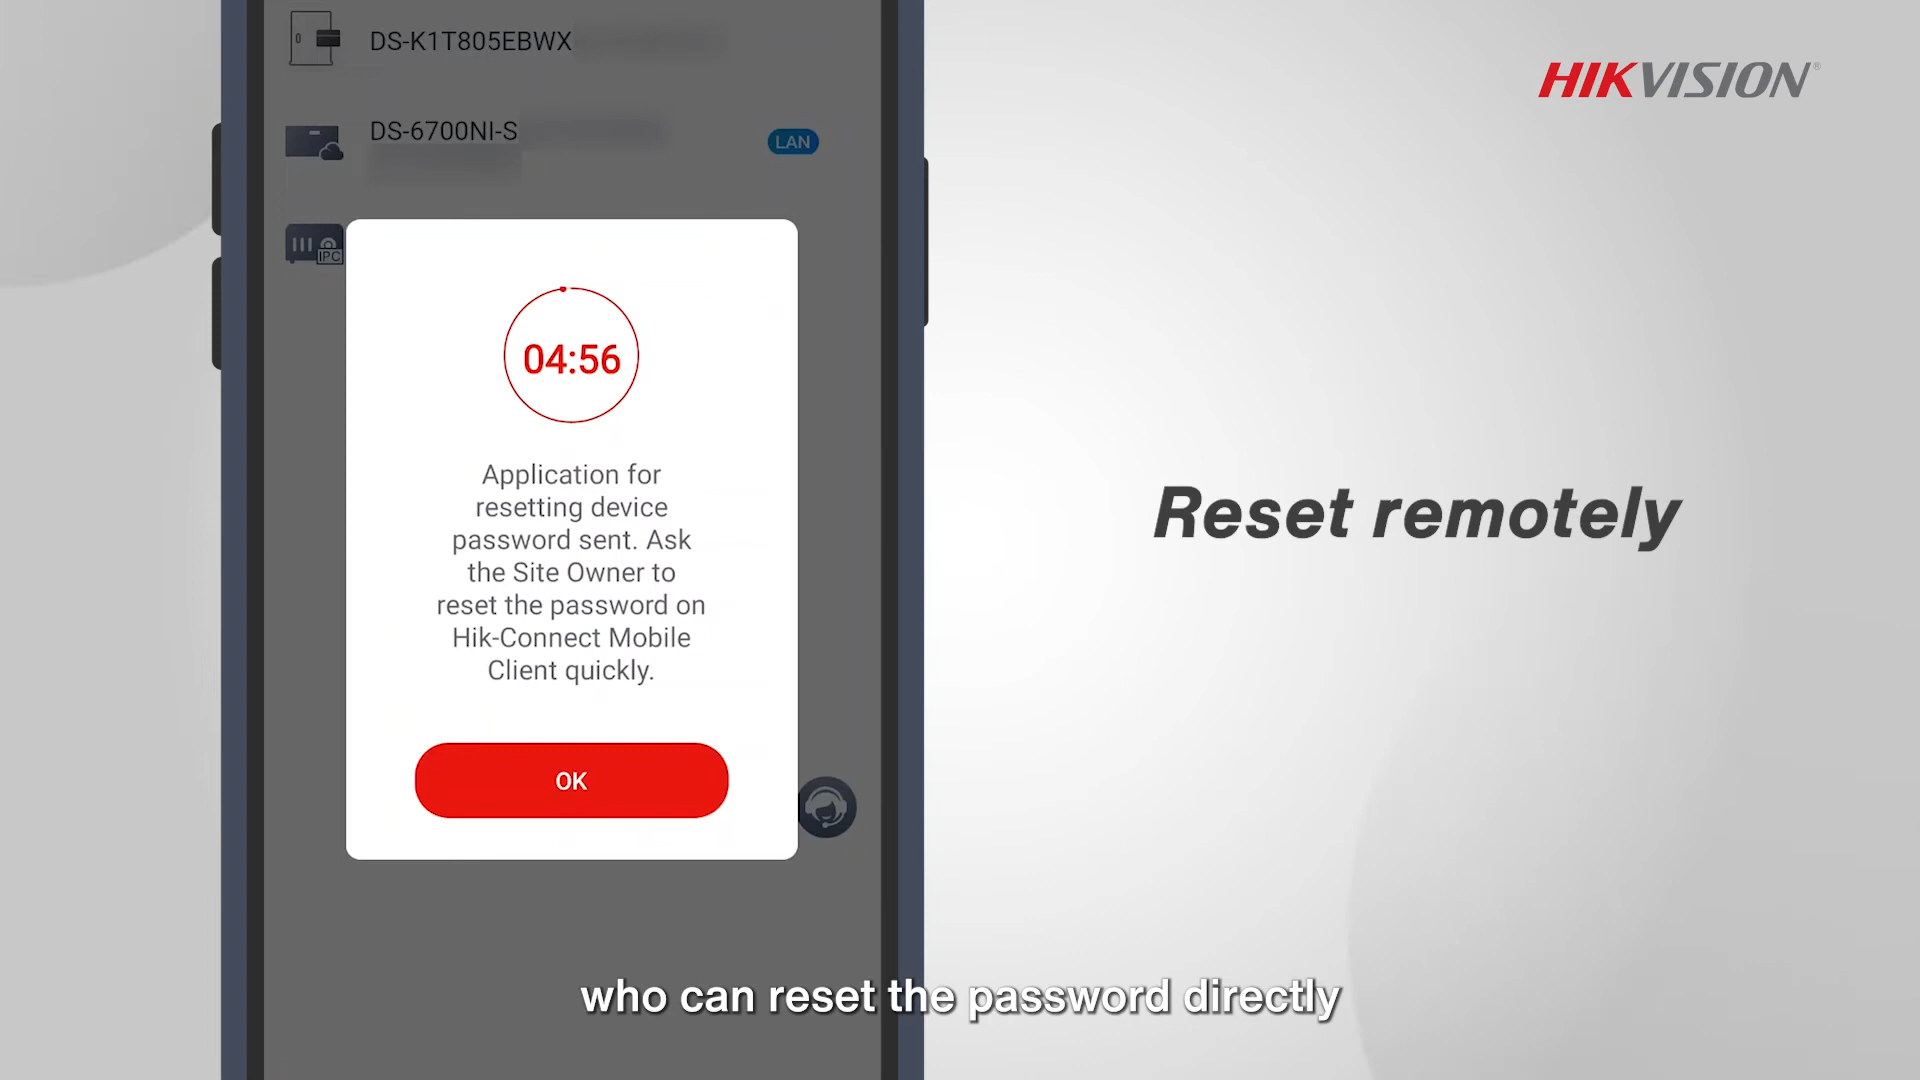 DS-K1T805EBWX
HIKVISION®
DS-6700NI-S
LAN
IPC
04:56
Application for
resetting device
password sent. Ask
the Site Owner to
reset the password on
Hik-Connect Mobile
Client quickly.
OK
Reset remotely
who can reset the password directly